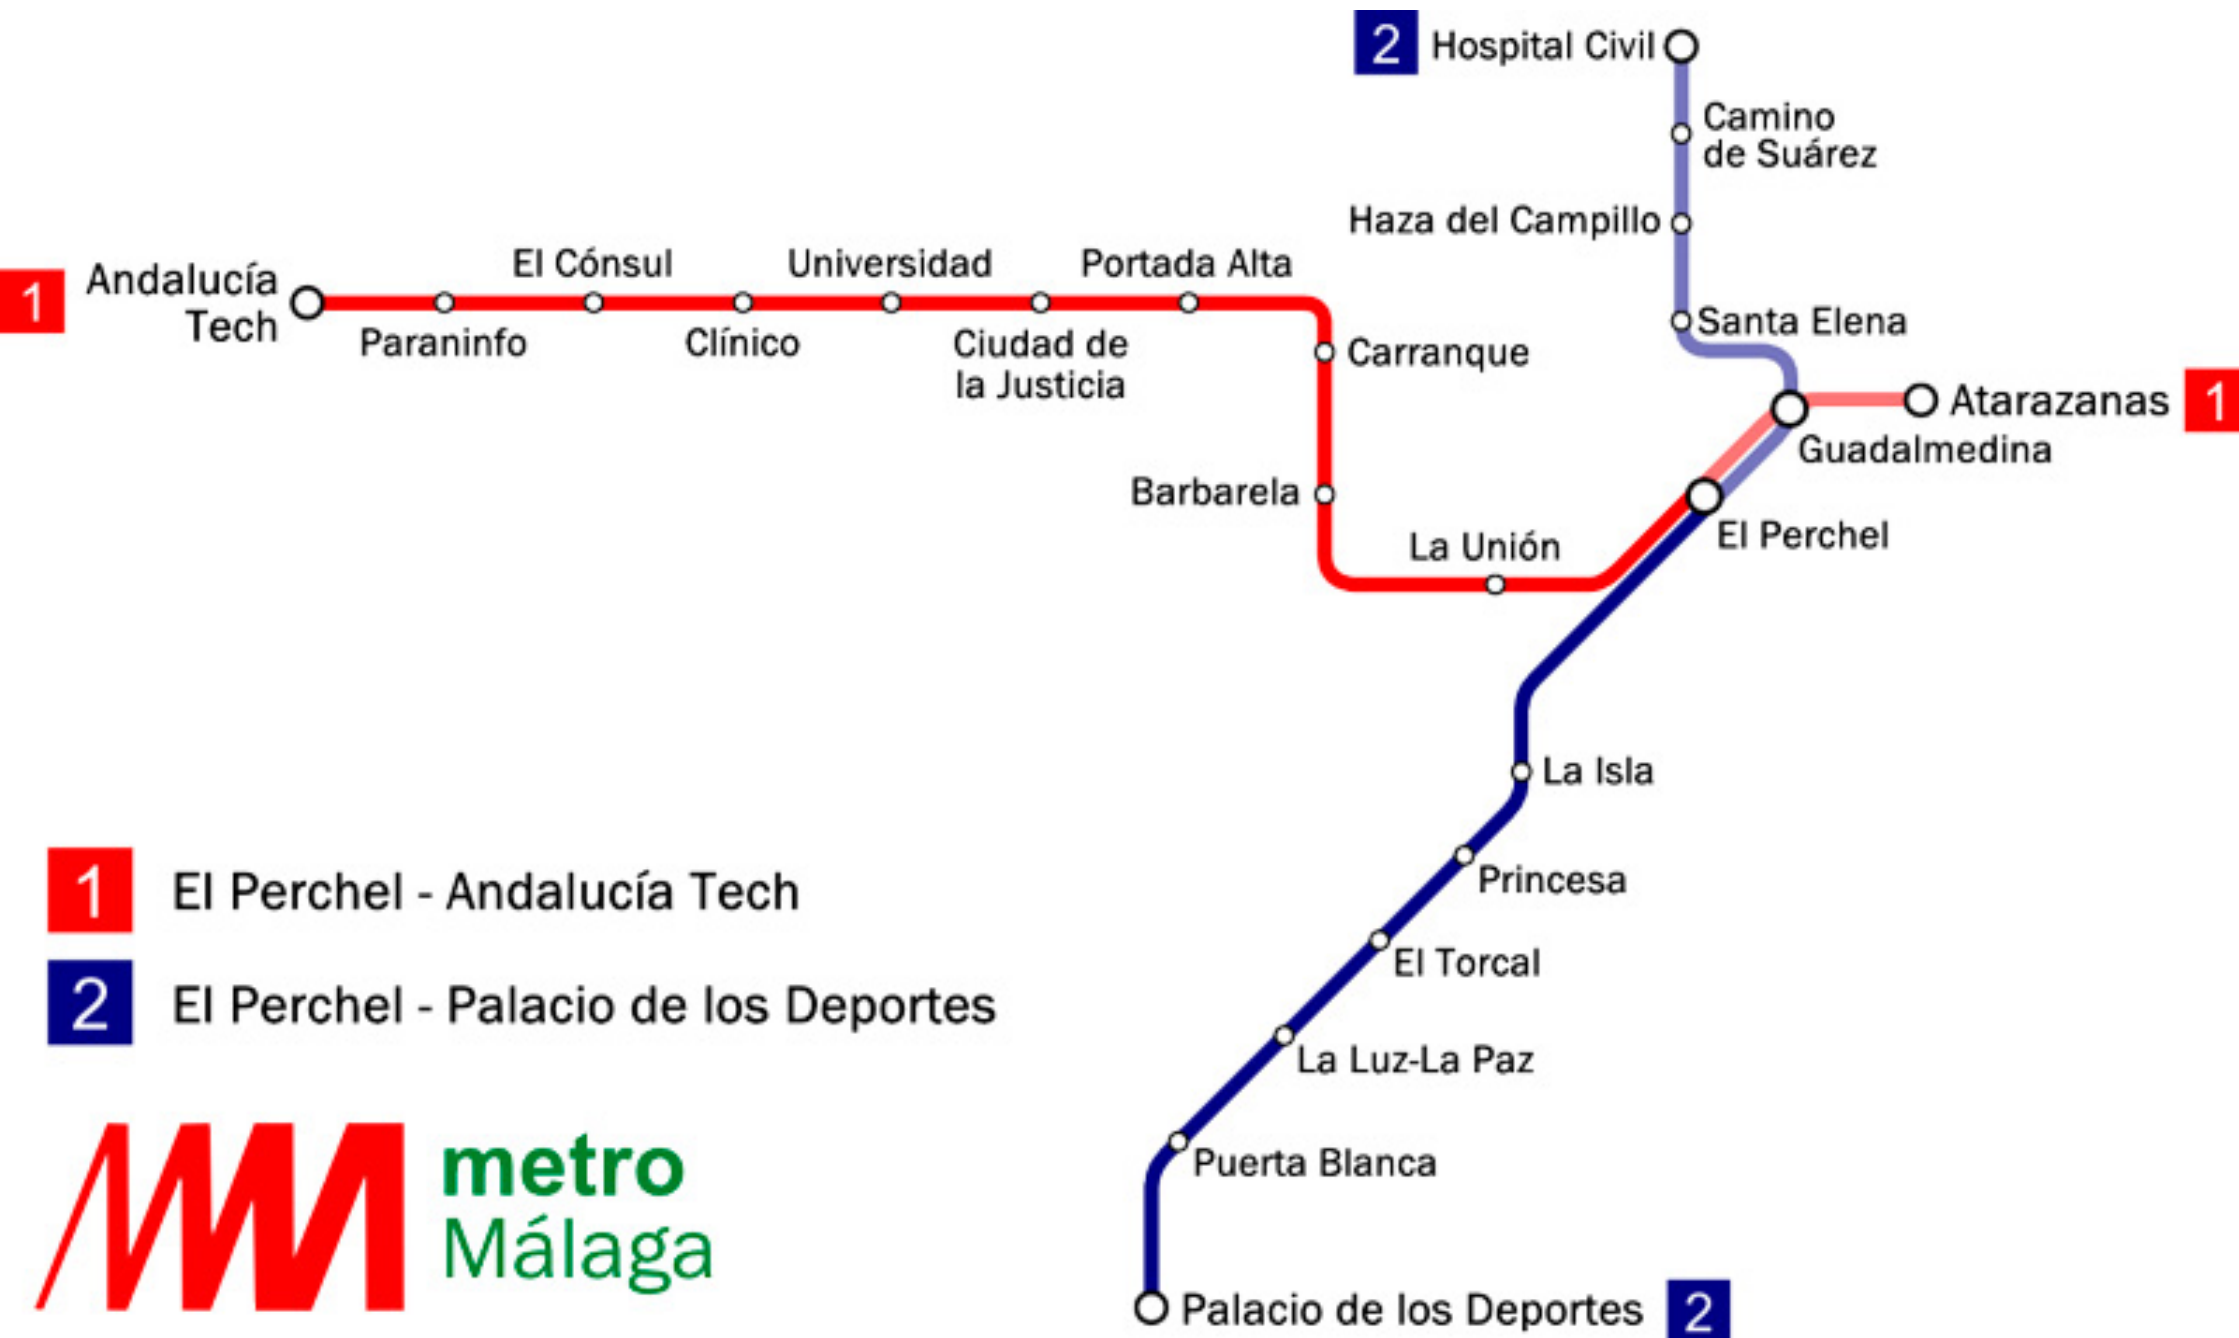 2 Hospital Civil
Camino
de Suárez
Haza del Campillo
Santa Elena
1 Andalucía
Tech
Paraninfo
El Cónsul
Clínico
Universidad
Ciudad de
la Justicia
Portada Alta
Carranque
Barbarela
La Unión
Atarazanas 1
Guadalmedina
El Perchel
La Isla
Princesa
El Torcal
La Luz-La Paz
Puerta Blanca
Palacio de los Deportes 2
1 El Perchel - Andalucía Tech
2 El Perchel - Palacio de los Deportes
metro
Málaga